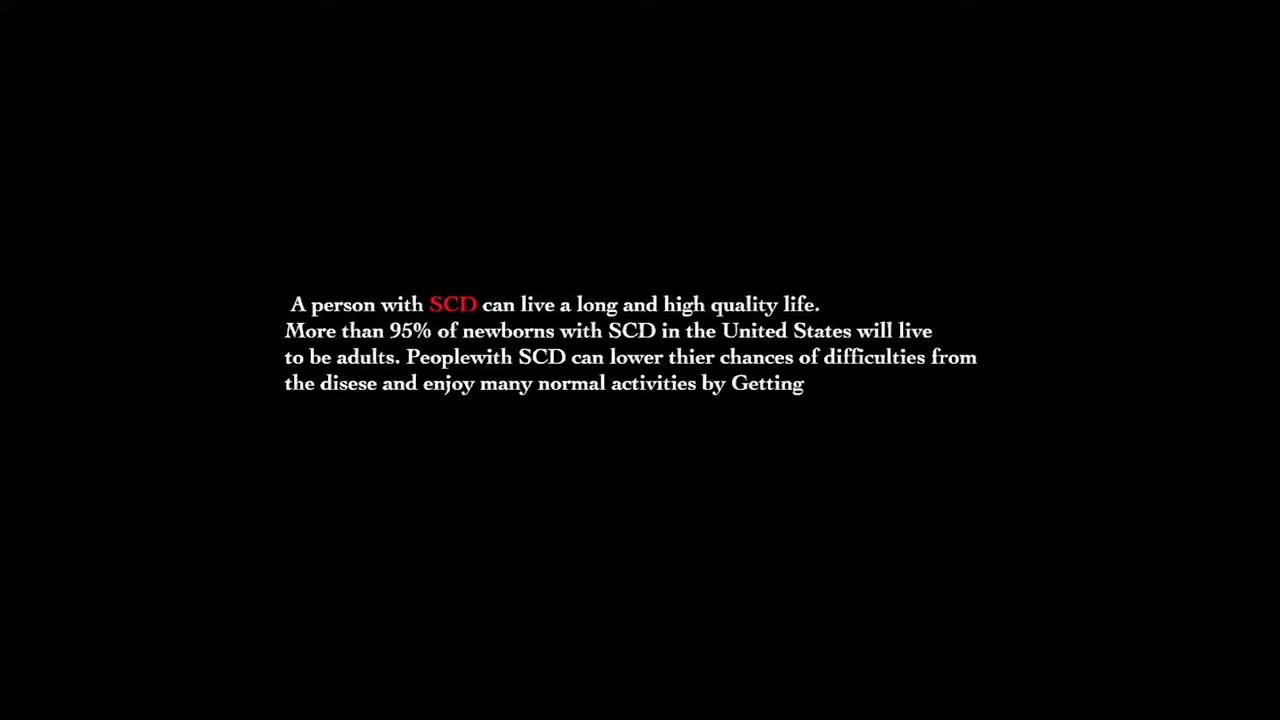 A person with SCD can live a long and high quality life.
More than 95% of newborns with SCD in the United States will live
to be adults. Peoplewith SCD can lower thier chances of difficulties from
the disese and enjoy many normal activities by Getting